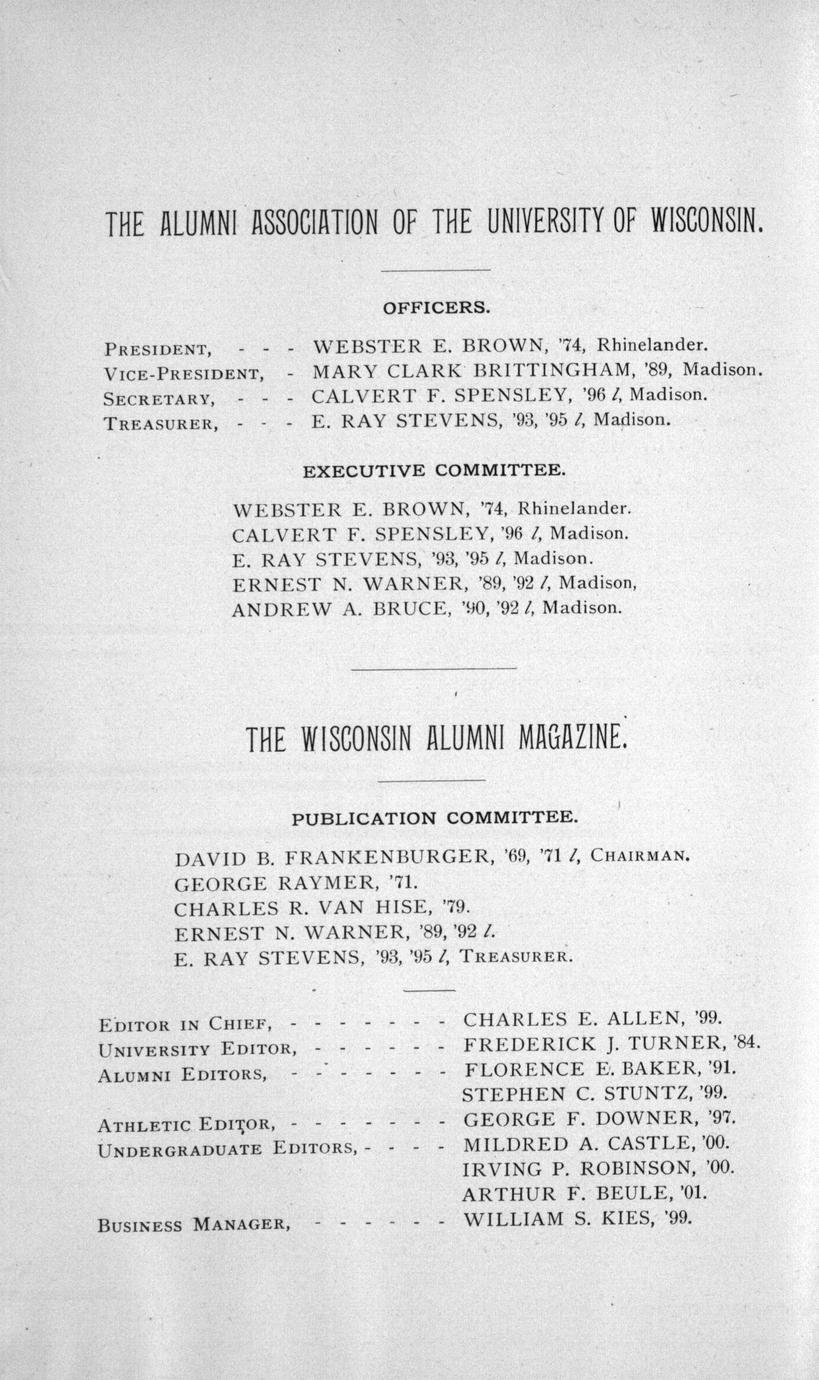 THE ALUMNI ASSOCIATION OF THE UNIVERSITY OF WISCONSIN.
OFFICERS.
PRESIDENT, - - - WEBSTER E. BROWN, '74, Rhinelander.
VICE-PRESIDENT, - MARY CLARK BRITTINGHAM, '89, Madison.
SECRETARY, - - - CALVERT F. SPENSLEY, '96 l, Madison.
TREASURER, - - - E. RAY STEVENS, '93, '95 l, Madison.
EXECUTIVE COMMITTEE.
WEBSTER E. BROWN, '74, Rhinelander.
CALVERT F. SPENSLEY, '96 l, Madison.
E. RAY STEVENS, '93, '95 l, Madison.
ERNEST N. WARNER, '89, '92 l, Madison,
ANDREW A. BRUCE, '90, '92 l, Madison.
THE WISCONSIN ALUMNI MAGAZINE.
PUBLICATION COMMITTEE.
DAVID B. FRANKENBURGER, '69, '71 l, CHAIRMAN.
GEORGE RAYMER, '71.
CHARLES R. VAN HISE, '79.
ERNEST N. WARNER, '89, '92 l.
E. RAY STEVENS, '93, '95 l, TREASURER.
EDITOR IN CHIEF, - - - - - - - CHARLES E. ALLEN, '99.
UNIVERSITY EDITOR, - - - - - - FREDERICK J. TURNER, '84.
ALUMNI EDITORS, - - - - - - - FLORENCE E. BAKER, '91.
STEPHEN C. STUNTZ, '99.
ATHLETIC EDITOR, - - - - - - - GEORGE F. DOWNER, '97.
UNDERGRADUATE EDITORS, - - - - MILDRED A. CASTLE, '00.
IRVING P. ROBINSON, '00.
ARTHUR F. BEULE, '01.
BUSINESS MANAGER, - - - - - - WILLIAM S. KIES, '99.